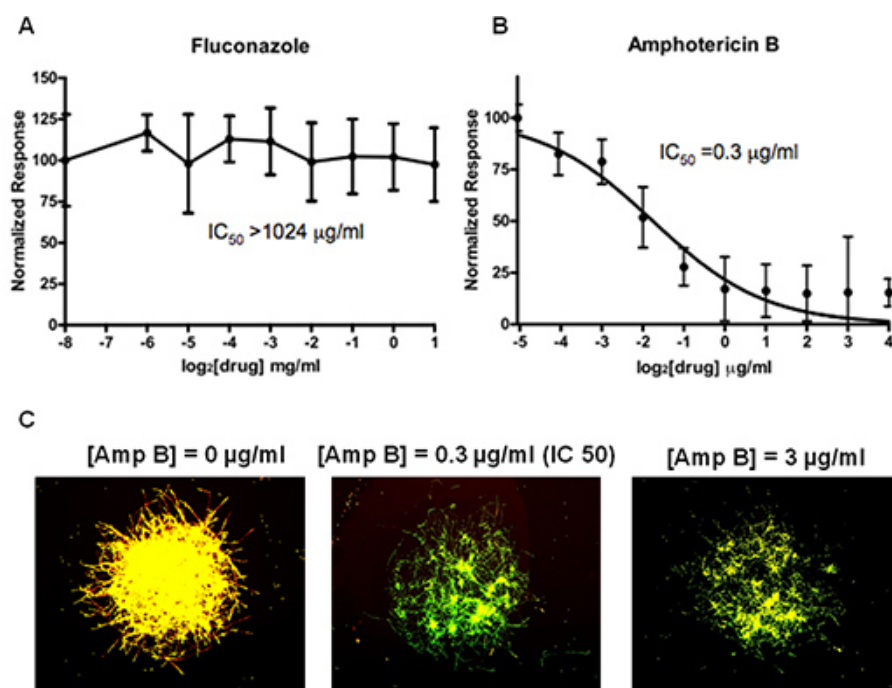 A
Fluconazole
Normalized Response
150
125
100
75
50
25
0
IC50 >1024 μg/ml
-8 -6 -5 -4 -3 -2 -1 0 1
log2[drug] mg/ml
B
Amphotericin B
Normalized Response
100
75
50
25
0
IC50 =0.3 μg/ml
-5 -4 -3 -2 -1 0 1 2 3 4
log2[drug] μg/ml
C
[Amp B] = 0 μg/ml
[Amp B] = 0.3 μg/ml (IC 50)
[Amp B] = 3 μg/ml